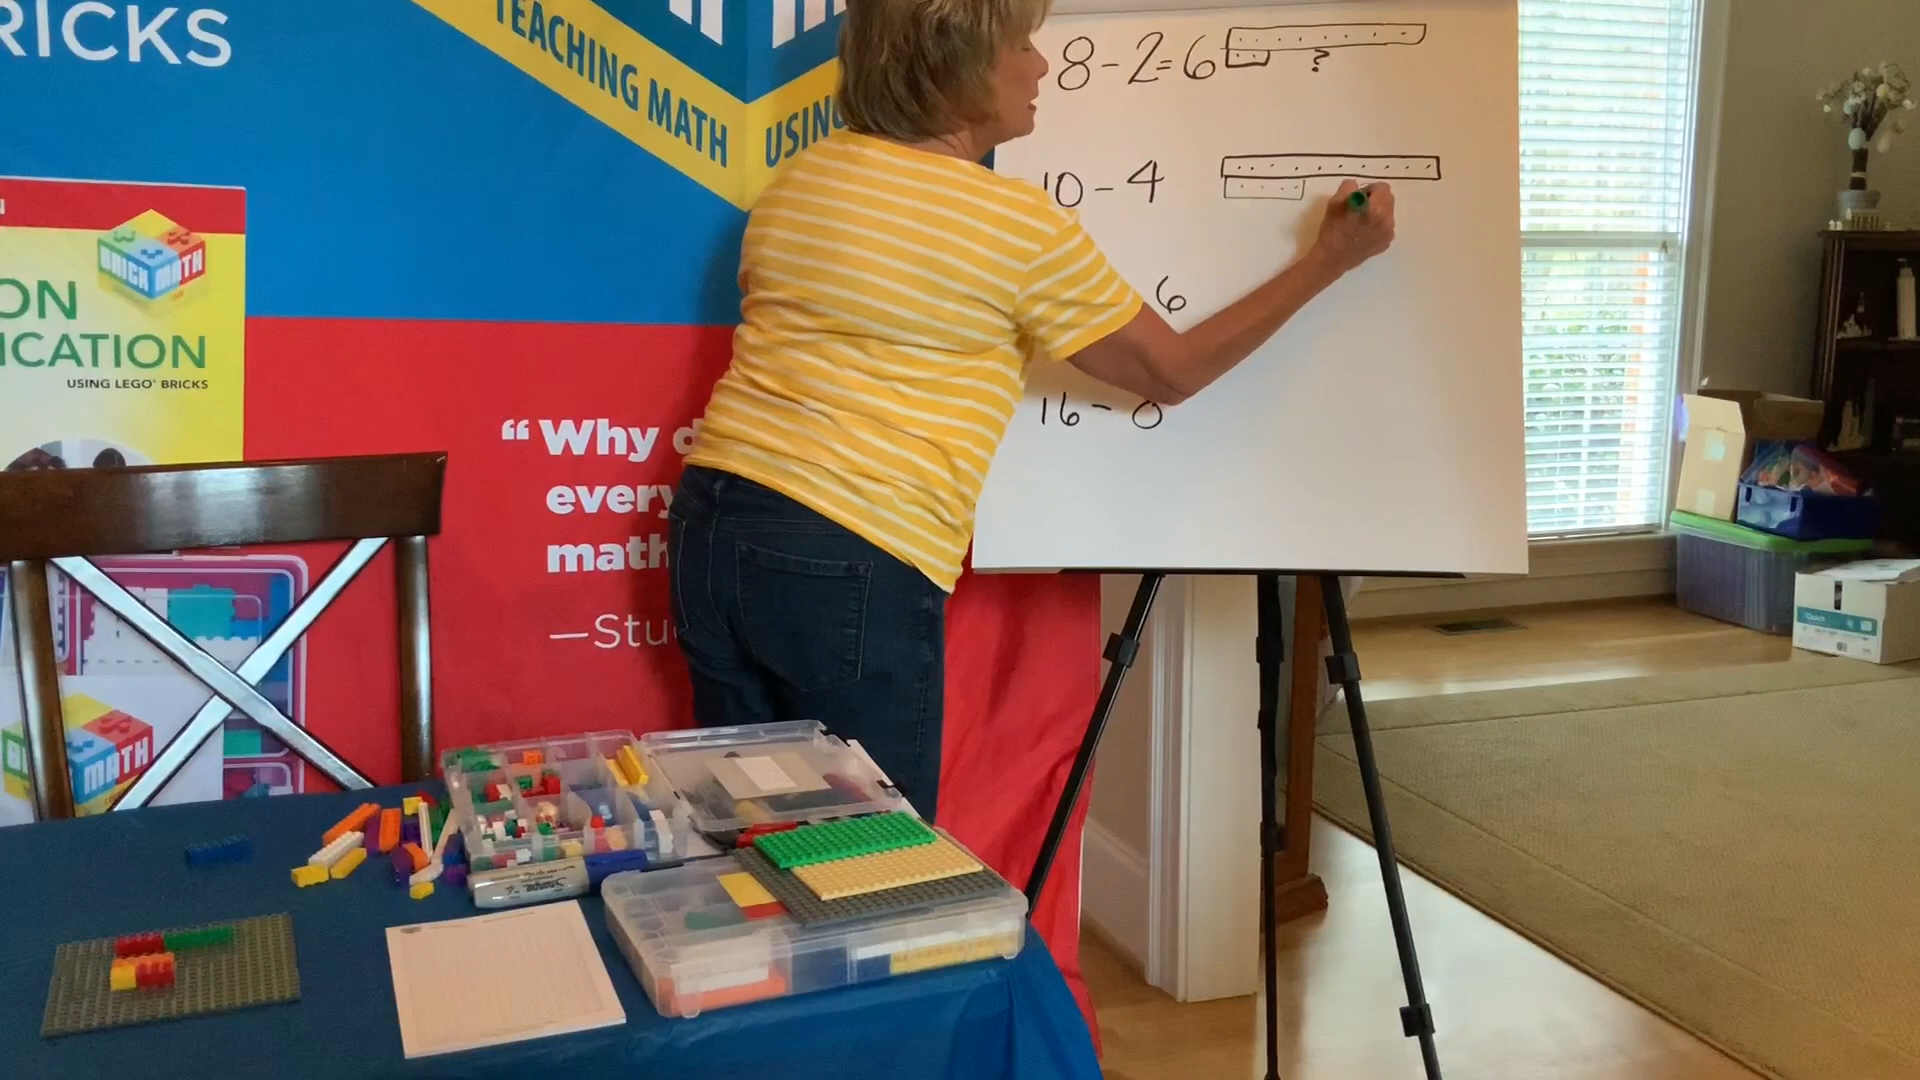 RICKS
TEACHING MATH
USING
8 - 2 = 6
?
10 - 4
6
16 - 0
BRICK MATH
ON
ICATION
USING LEGO® BRICKS
“Why d
every
math
—Stu
MATH
Sharpie